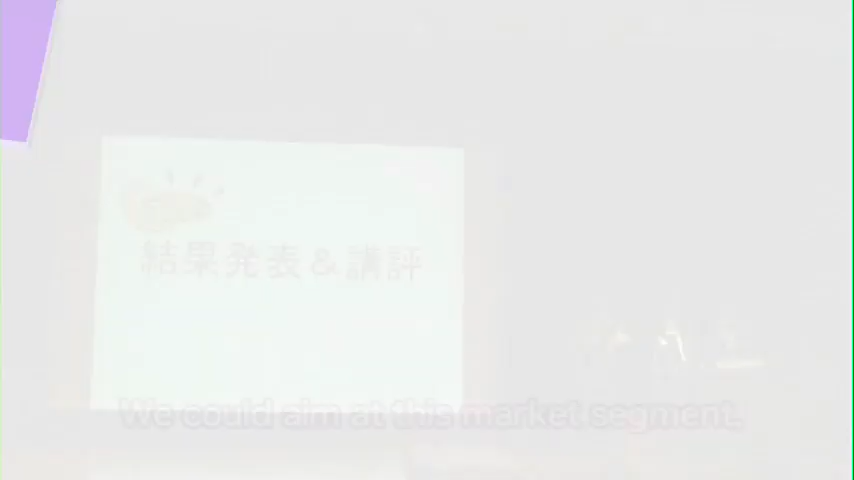 結果発表＆講評
We could aim at this market segment.